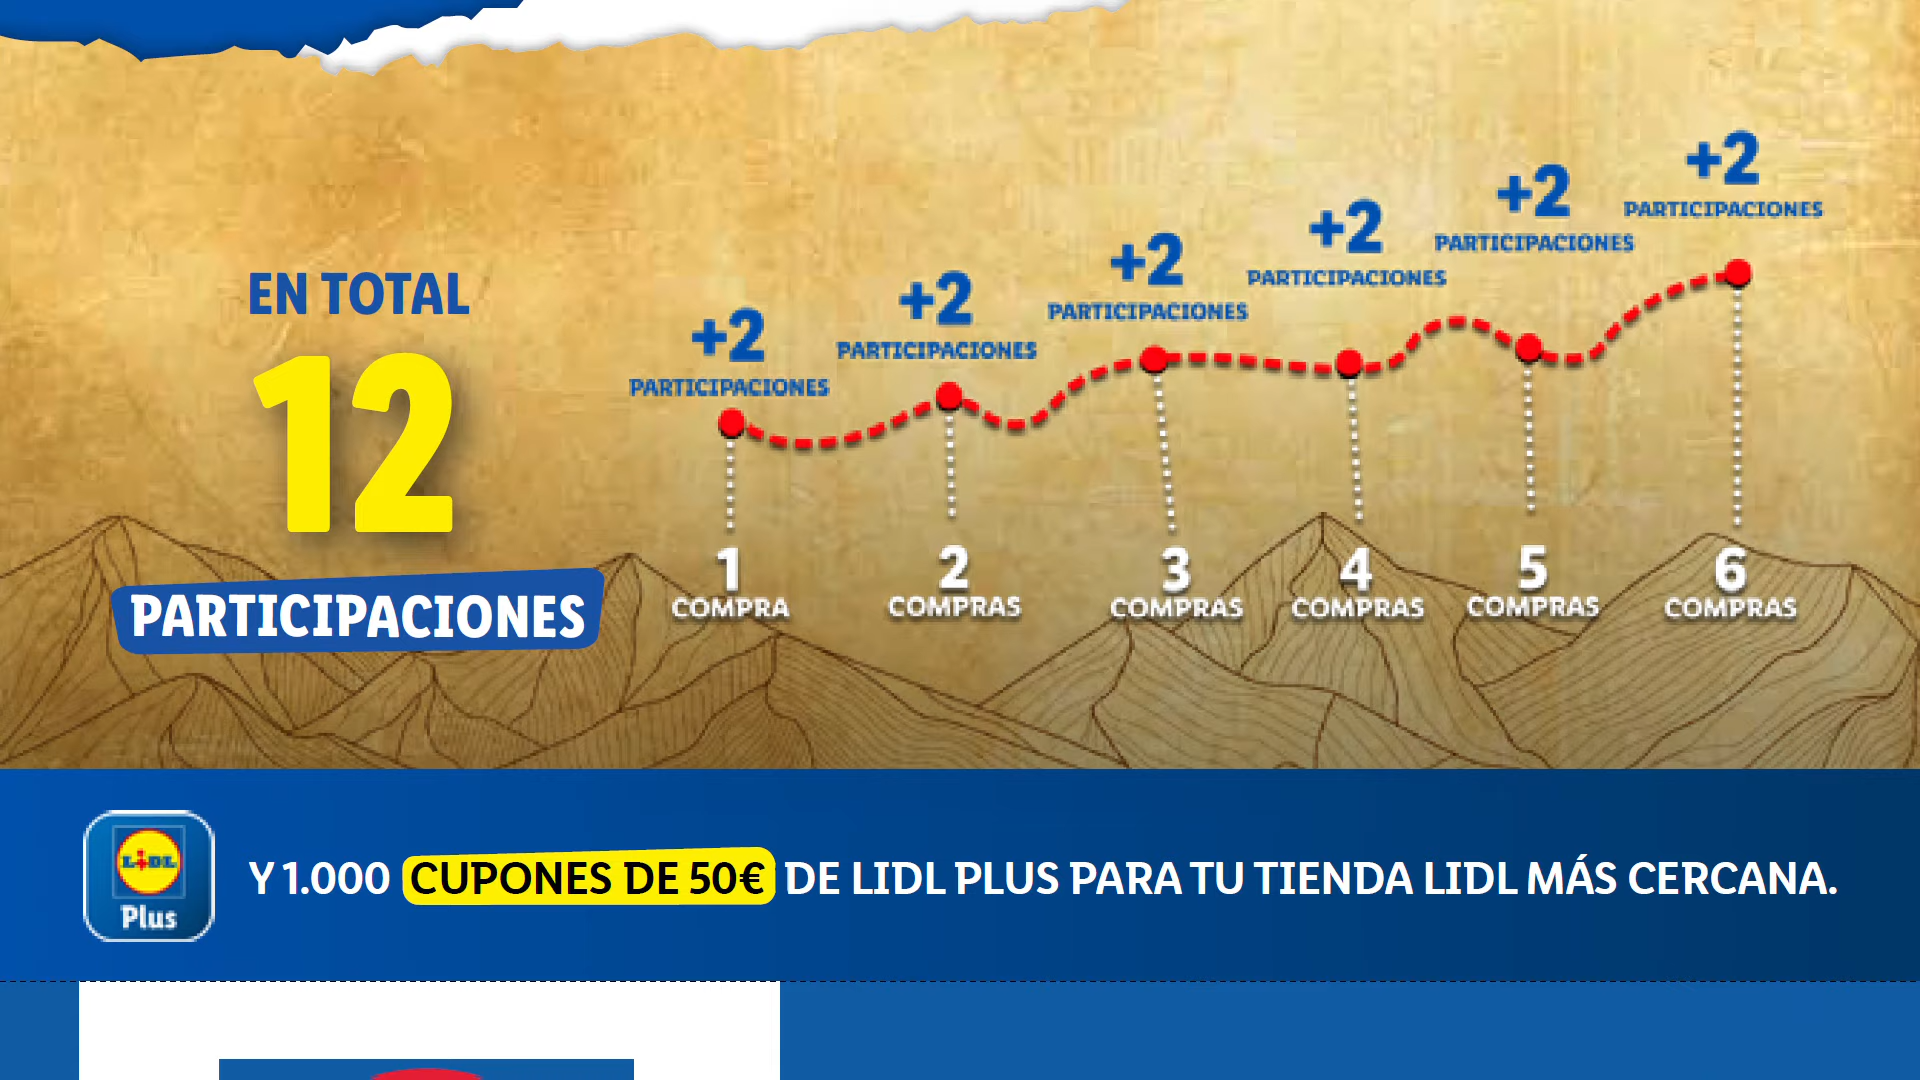 EN TOTAL
12
PARTICIPACIONES
+2
PARTICIPACIONES
+2
PARTICIPACIONES
+2
PARTICIPACIONES
+2
PARTICIPACIONES
+2
PARTICIPACIONES
+2
PARTICIPACIONES
1
COMPRA
2
COMPRAS
3
COMPRAS
4
COMPRAS
5
COMPRAS
6
COMPRAS
LIDL
Plus
Y 1.000 CUPONES DE 50€ DE LIDL PLUS PARA TU TIENDA LIDL MÁS CERCANA.